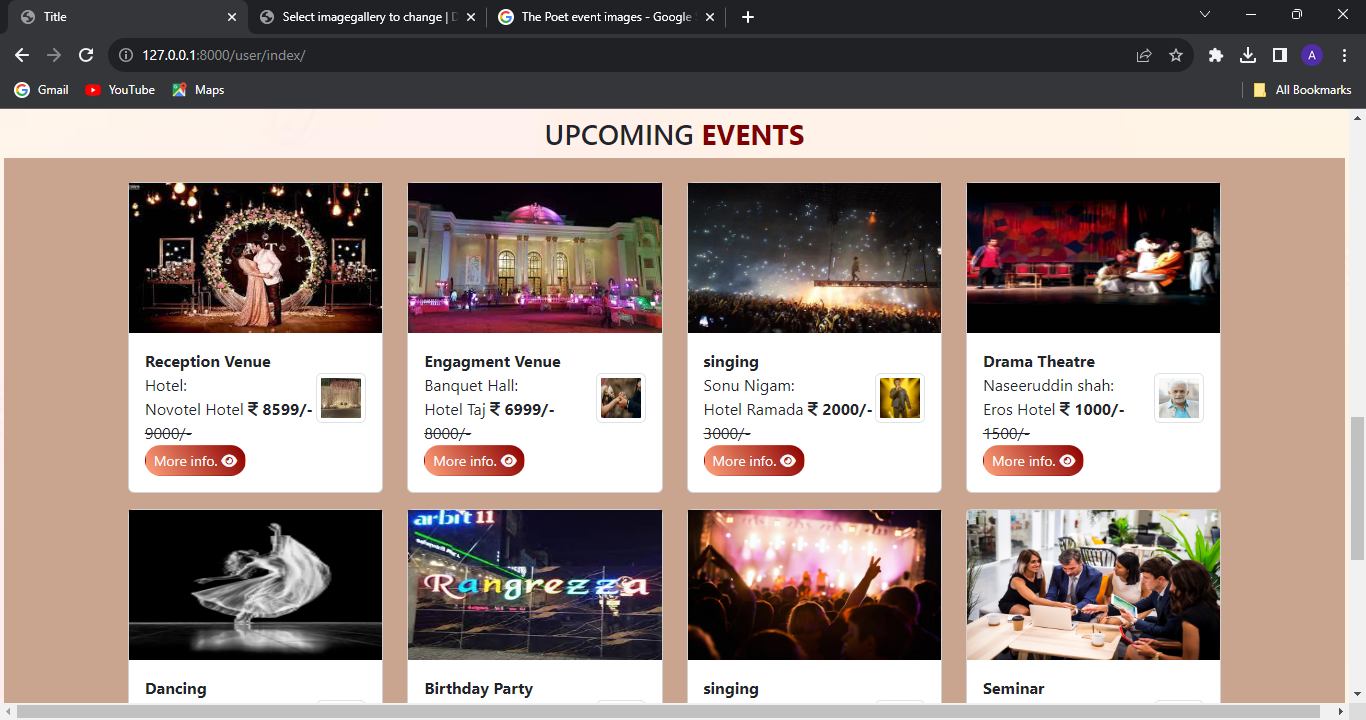 Title
Select imagegallery to change | D
The Poet event images - Google S
127.0.0.1:8000/user/index/
A
Gmail
YouTube
Maps
All Bookmarks
UPCOMING EVENTS
Reception Venue
Hotel:
Novotel Hotel ₹ 8599/-
9000/-
More info.
Engagment Venue
Banquet Hall:
Hotel Taj ₹ 6999/-
8000/-
More info.
singing
Sonu Nigam:
Hotel Ramada ₹ 2000/-
3000/-
More info.
Drama Theatre
Naseeruddin shah:
Eros Hotel ₹ 1000/-
1500/-
More info.
arbit 11
Rangrezza
Dancing
Birthday Party
singing
Seminar